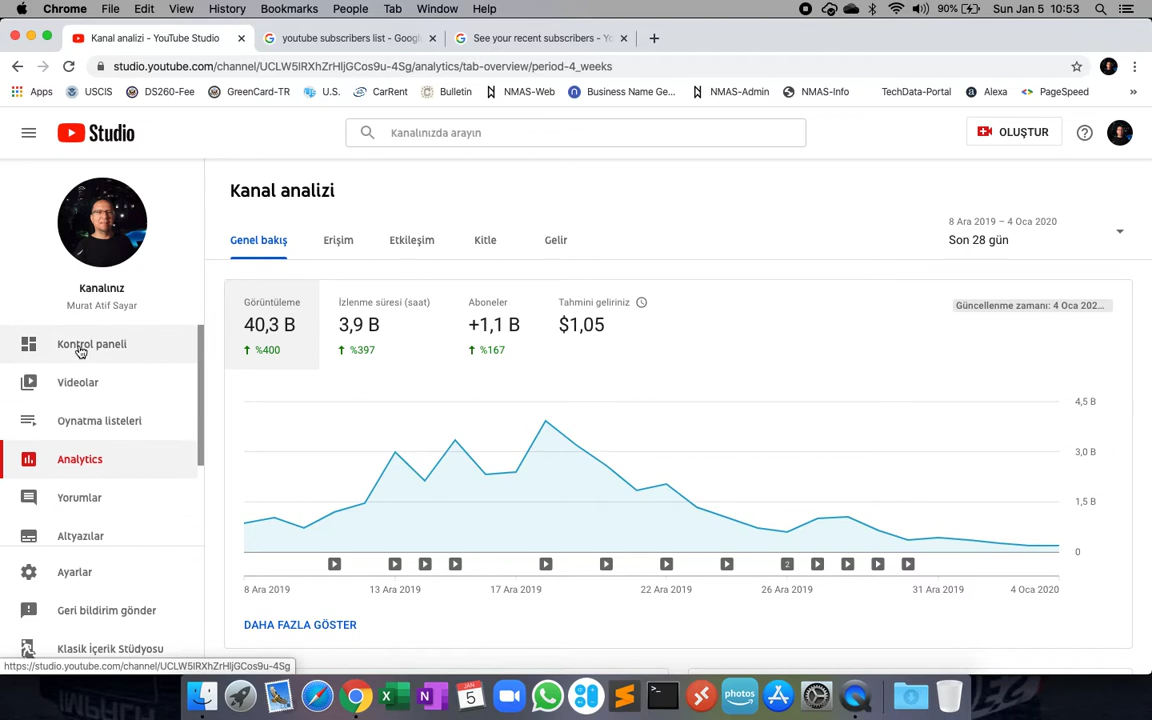 Chrome File Edit View History Bookmarks People Tab Window Help 90% Sun Jan 5 10:53
Kanal analizi - YouTube Studio youtube subscribers list - Googl See your recent subscribers - Yo
studio.youtube.com/channel/UCLW5IRXhZrHljGCos9u-4Sg/analytics/tab-overview/period-4_weeks
Apps USCIS DS260-Fee GreenCard-TR U.S. CarRent Bulletin NMAS-Web Business Name Ge... NMAS-Admin NMAS-Info TechData-Portal Alexa PageSpeed »
Studio Kanalınızda arayın OLUŞTUR
Kanal analizi
8 Ara 2019 – 4 Oca 2020
Son 28 gün
Genel bakış Erişim Etkileşim Kitle Gelir
Kanalınız
Murat Atif Sayar
Kontrol paneli
Videolar
Oynatma listeleri
Analytics
Yorumlar
Altyazılar
Ayarlar
Geri bildirim gönder
Klasik İçerik Stüdyosu
https://studio.youtube.com/channel/UCLW5IRXhZrHljGCos9u-4Sg
Görüntüleme İzlenme süresi (saat) Aboneler Tahmini geliriniz
Güncellenme zamanı: 4 Oca 202...
40,3 B 3,9 B +1,1 B $1,05
%400 %397 %167
4,5 B
3,0 B
1,5 B
0
2
8 Ara 2019 13 Ara 2019 17 Ara 2019 22 Ara 2019 26 Ara 2019 31 Ara 2019 4 Oca 2020
DAHA FAZLA GÖSTER
JAN
5
photos